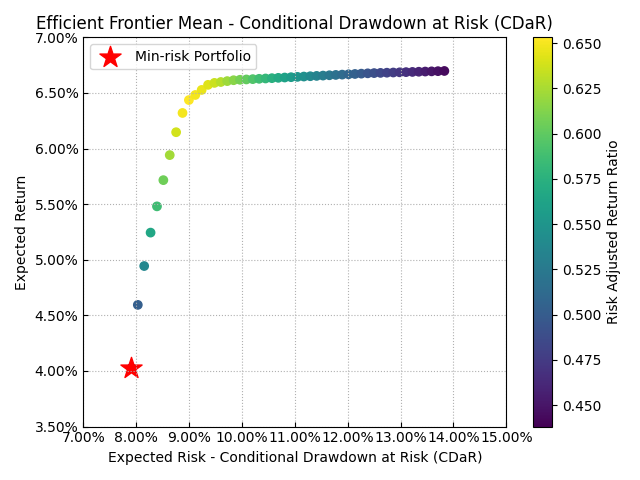 Efficient Frontier Mean - Conditional Drawdown at Risk (CDaR)
Min-risk Portfolio
Expected Return
7.00%
6.50%
6.00%
5.50%
5.00%
4.50%
4.00%
3.50%
7.00% 8.00% 9.00% 10.00% 11.00% 12.00% 13.00% 14.00% 15.00%
Expected Risk - Conditional Drawdown at Risk (CDaR)
0.650
0.625
0.600
0.575
0.550
0.525
0.500
0.475
0.450
Risk Adjusted Return Ratio